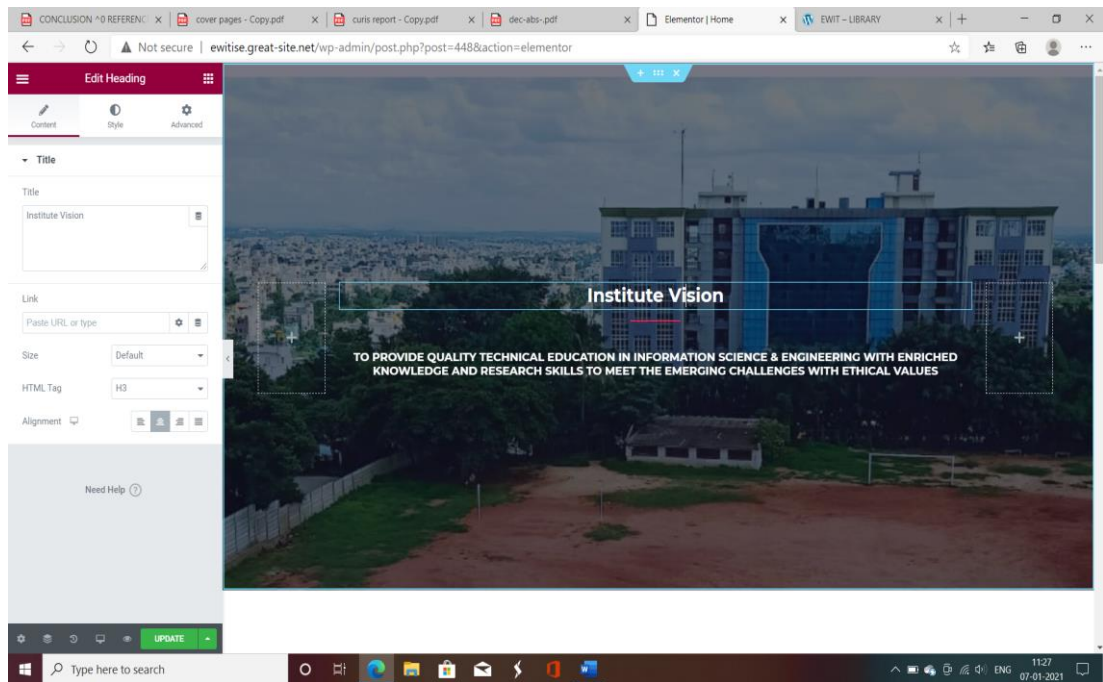 CONCLUSION ^0 REFERENC
cover pages - Copy.pdf
curis report - Copy.pdf
dec-abs-.pdf
Elementor | Home
EWIT – LIBRARY
Not secure | ewitise.great-site.net/wp-admin/post.php?post=448&action=elementor
Edit Heading
Content Style Advanced
Title
Title
Institute Vision
Link
Paste URL or type
Size Default
HTML Tag H3
Alignment
Need Help
UPDATE
Institute Vision
TO PROVIDE QUALITY TECHNICAL EDUCATION IN INFORMATION SCIENCE & ENGINEERING WITH ENRICHED
KNOWLEDGE AND RESEARCH SKILLS TO MEET THE EMERGING CHALLENGES WITH ETHICAL VALUES
Type here to search
ENG
11:27
07-01-2021